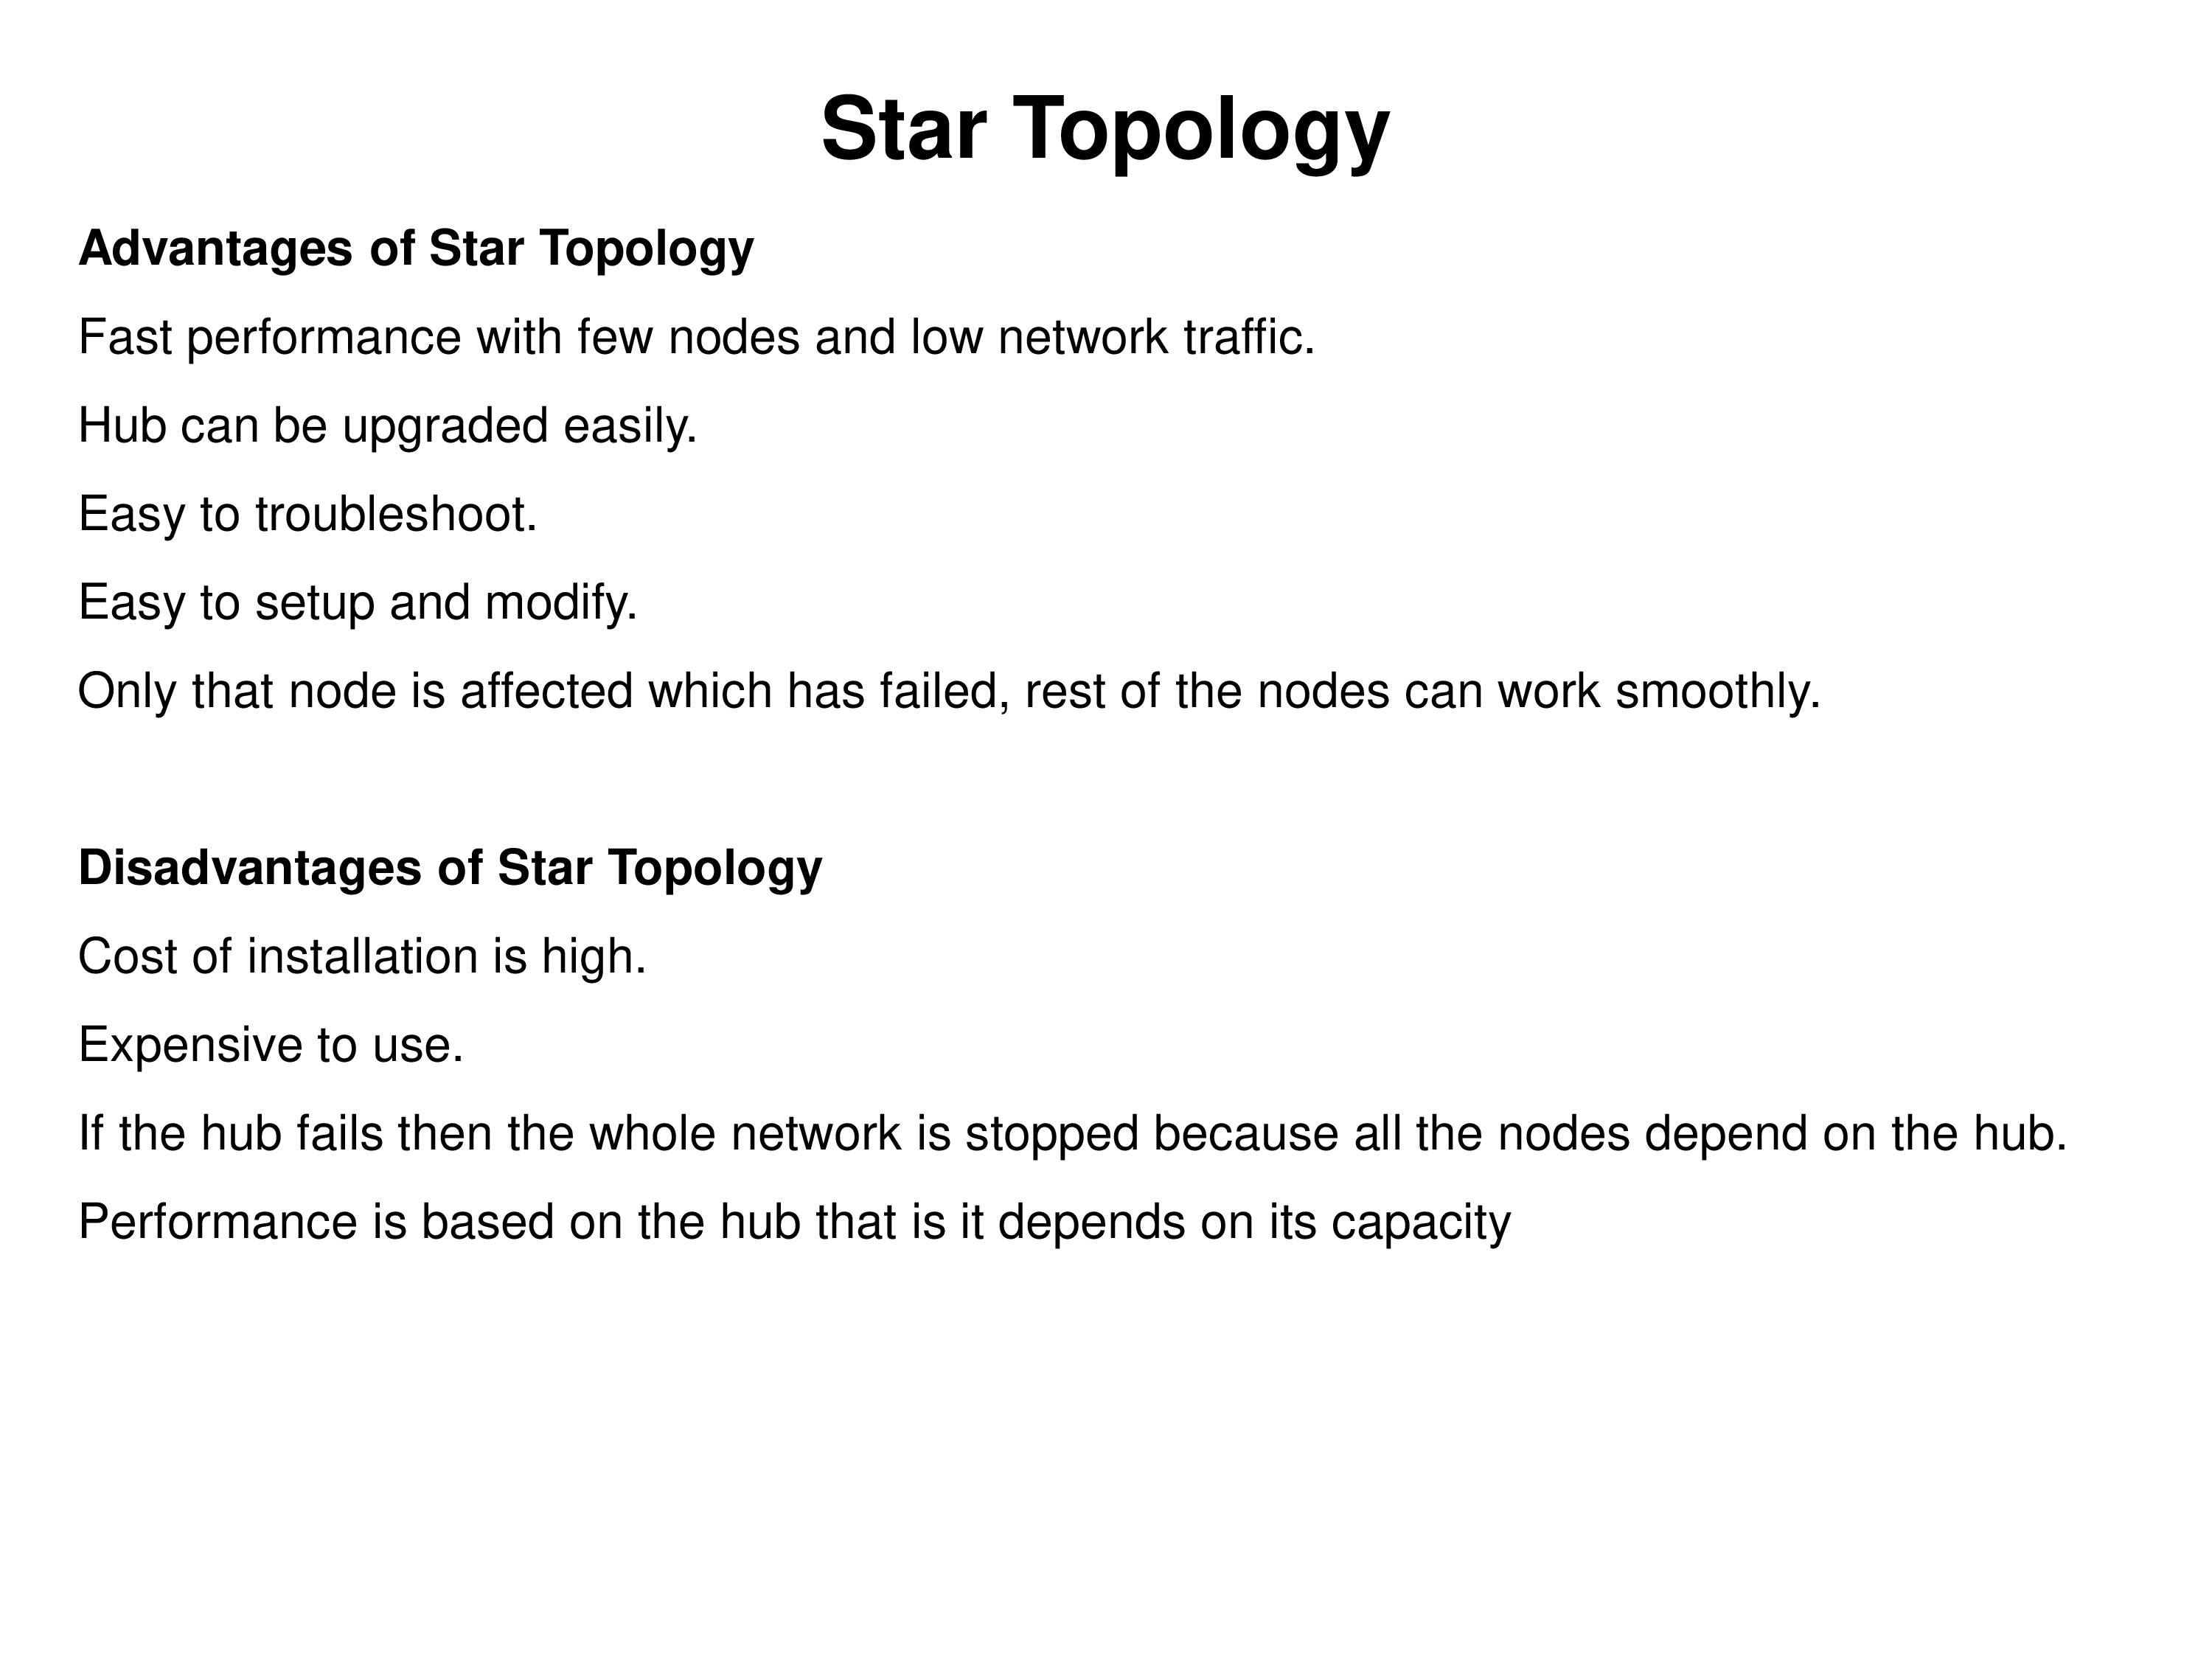 Star Topology
Advantages of Star Topology
Fast performance with few nodes and low network traffic.
Hub can be upgraded easily.
Easy to troubleshoot.
Easy to setup and modify.
Only that node is affected which has failed, rest of the nodes can work smoothly.
Disadvantages of Star Topology
Cost of installation is high.
Expensive to use.
If the hub fails then the whole network is stopped because all the nodes depend on the hub.
Performance is based on the hub that is it depends on its capacity